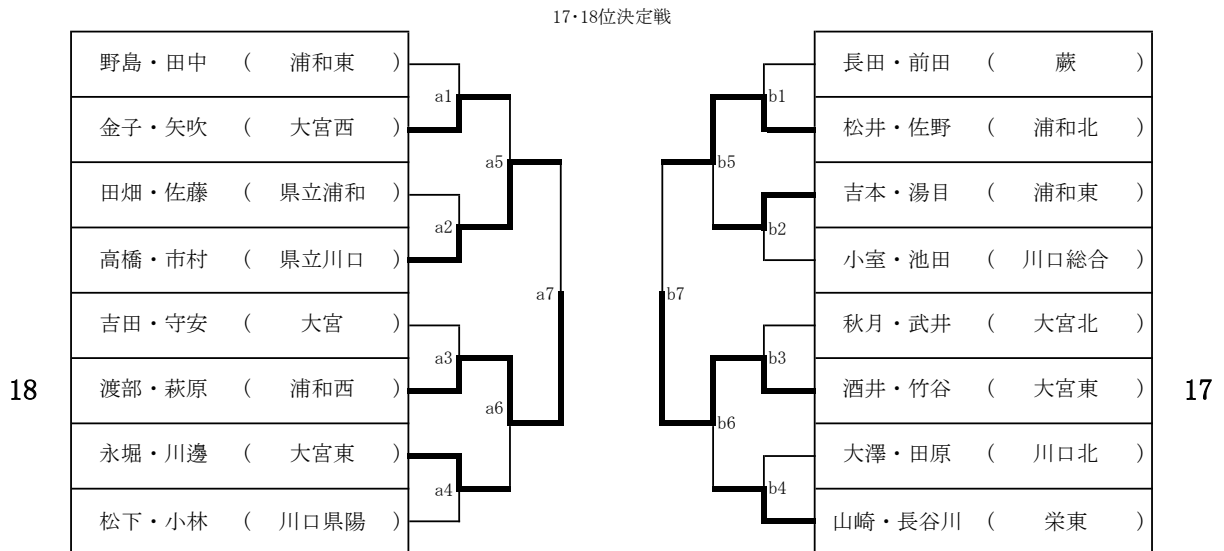 17・18位決定戦
野島・田中 ( 浦和東 )
金子・矢吹 ( 大宮西 )
田畑・佐藤 ( 県立浦和 )
高橋・市村 ( 県立川口 )
吉田・守安 ( 大宮 )
18 渡部・萩原 ( 浦和西 )
永堀・川邊 ( 大宮東 )
松下・小林 ( 川口県陽 )
a1
a2
a3
a4
a5
a6
a7
長田・前田 ( 蕨 )
松井・佐野 ( 浦和北 )
吉本・湯目 ( 浦和東 )
小室・池田 ( 川口総合 )
秋月・武井 ( 大宮北 )
酒井・竹谷 ( 大宮東 ) 17
大澤・田原 ( 川口北 )
山崎・長谷川 ( 栄東 )
b1
b2
b3
b4
b5
b6
b7